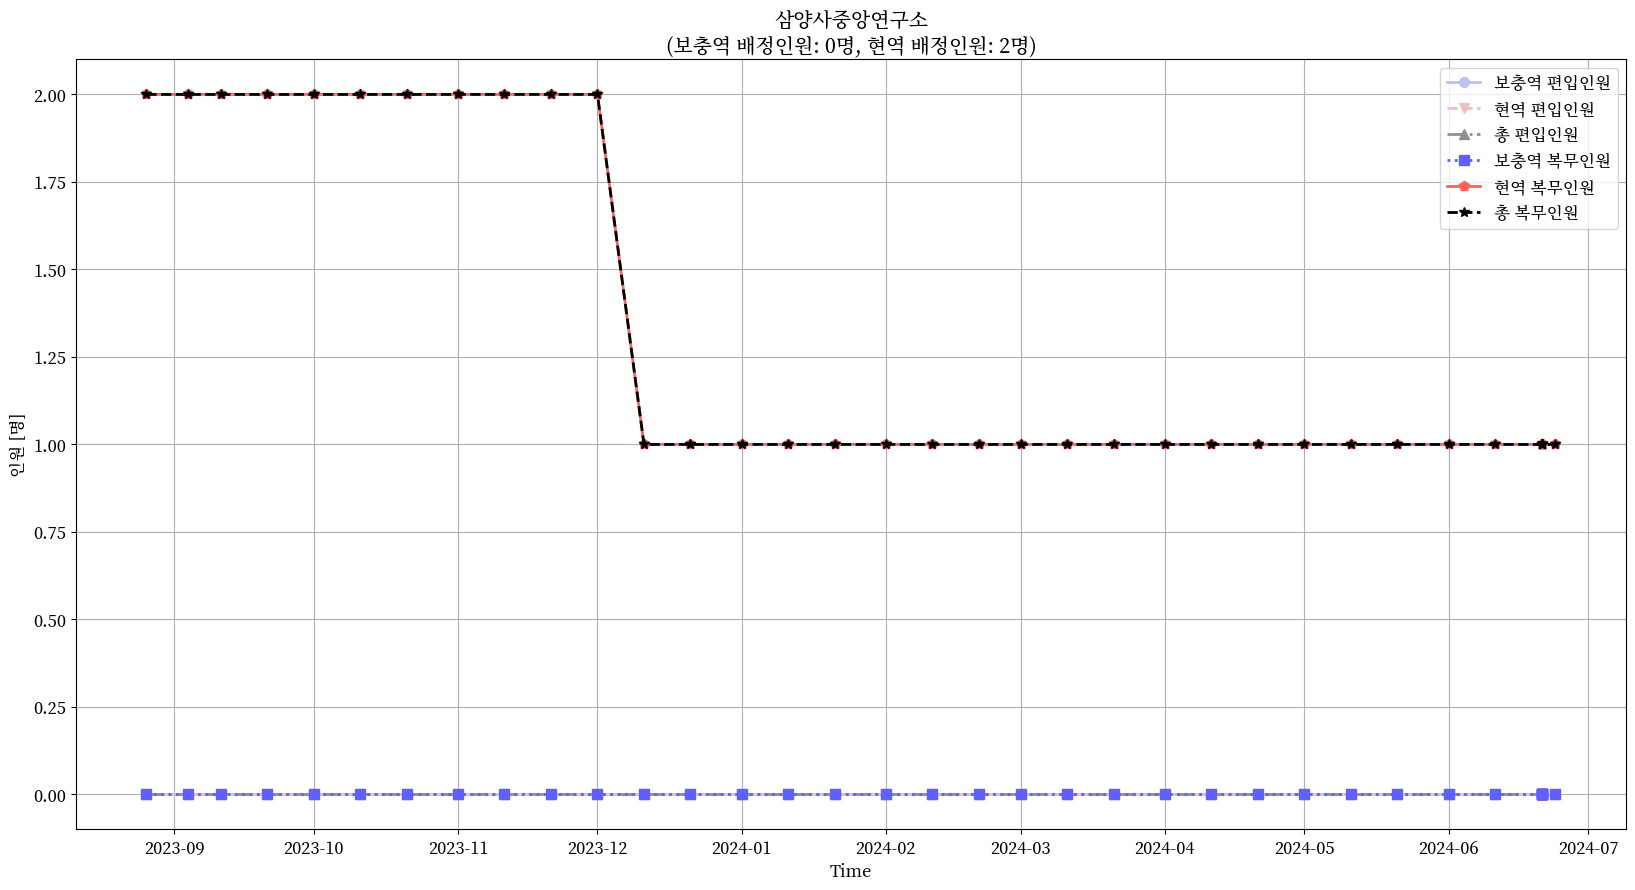 삼양사중앙연구소
(보충역 배정인원: 0명, 현역 배정인원: 2명)
보충역 편입인원
현역 편입인원
총 편입인원
보충역 복무인원
현역 복무인원
총 복무인원
인원 [명]
2.00
1.75
1.50
1.25
1.00
0.75
0.50
0.25
0.00
2023-09 2023-10 2023-11 2023-12 2024-01 2024-02 2024-03 2024-04 2024-05 2024-06 2024-07
Time